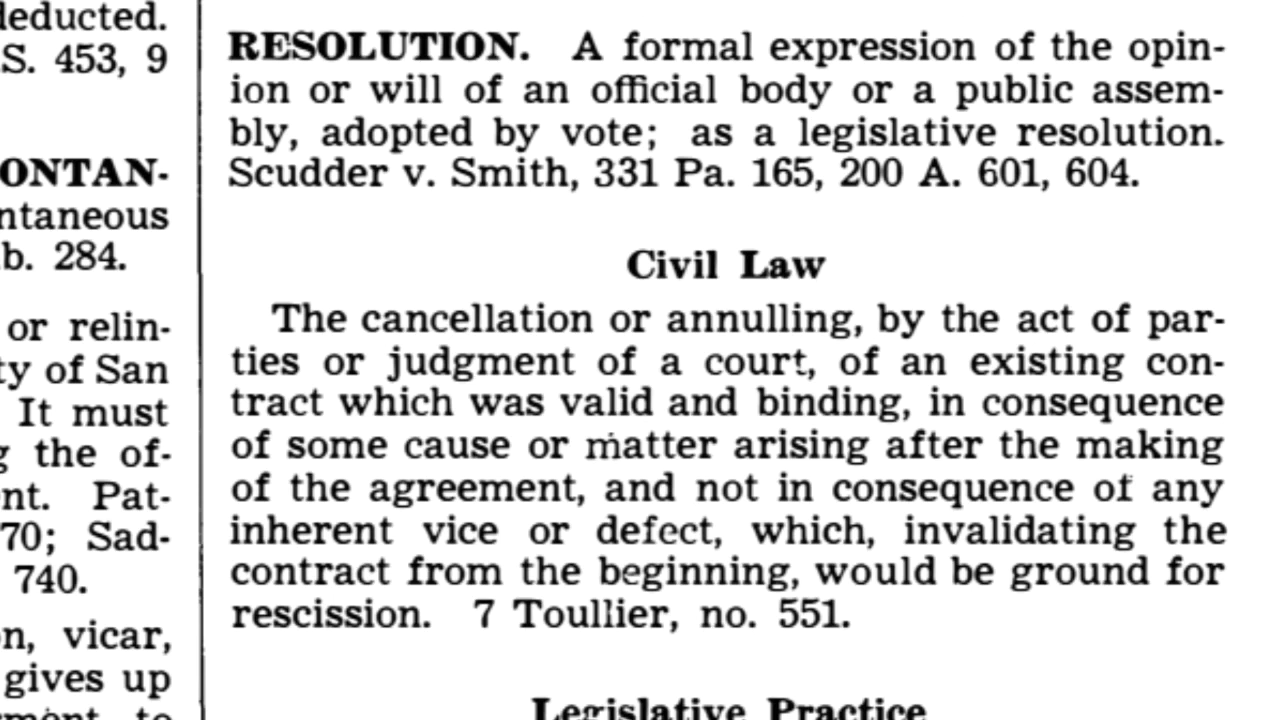 deducted.
S. 453, 9
ONTAN-
ntaneous
b. 284.
or relin-
ty of San
It must
g the of-
nt. Pat-
70; Sad-
740.
on, vicar,
gives up
to
RESOLUTION. A formal expression of the opin-
ion or will of an official body or a public assem-
bly, adopted by vote; as a legislative resolution.
Scudder v. Smith, 331 Pa. 165, 200 A. 601, 604.
Civil Law
The cancellation or annulling, by the act of par-
ties or judgment of a court, of an existing con-
tract which was valid and binding, in consequence
of some cause or matter arising after the making
of the agreement, and not in consequence of any
inherent vice or defect, which, invalidating the
contract from the beginning, would be ground for
rescission. 7 Toullier, no. 551.
Legislative Practice